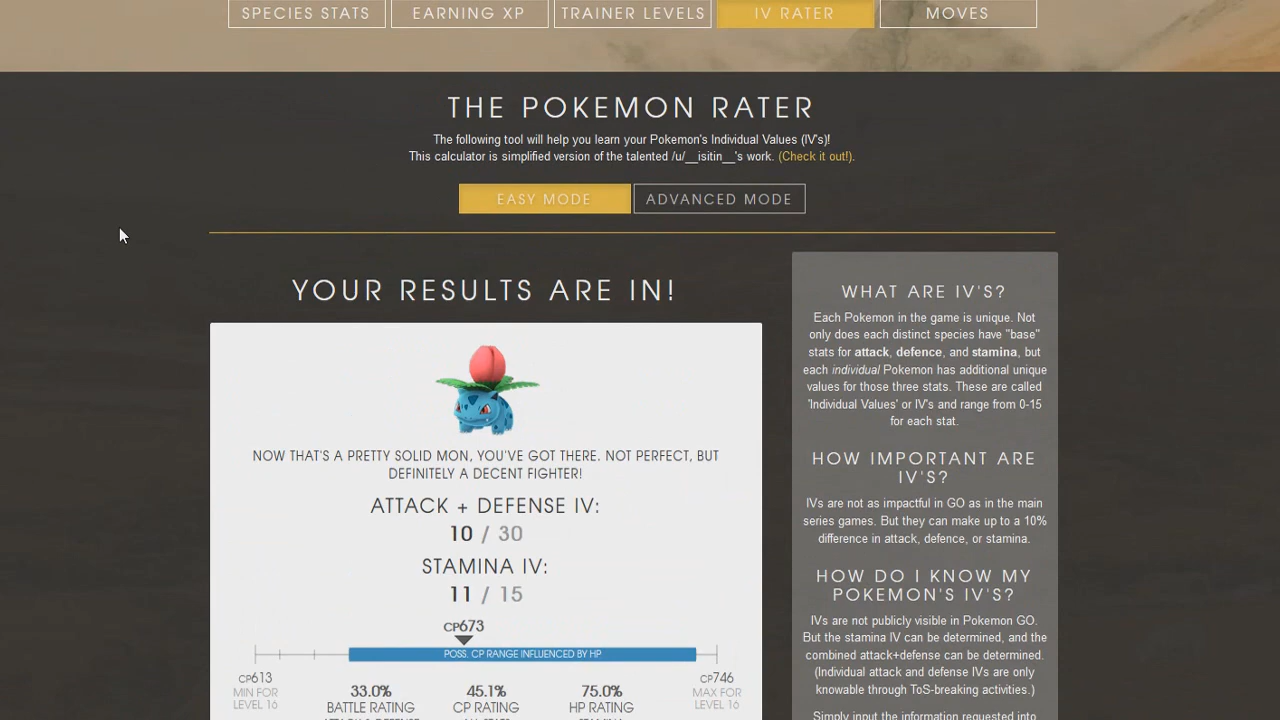 SPECIES STATS
EARNING XP
TRAINER LEVELS
IV RATER
MOVES
THE POKEMON RATER
The following tool will help you learn your Pokemon's Individual Values (IV's)!
This calculator is simplified version of the talented /u/__isitin__'s work. (Check it out!).
EASY MODE
ADVANCED MODE
YOUR RESULTS ARE IN!
NOW THAT'S A PRETTY SOLID MON, YOU'VE GOT THERE. NOT PERFECT, BUT
DEFINITELY A DECENT FIGHTER!
ATTACK + DEFENSE IV:
10 / 30
STAMINA IV:
11 / 15
CP673
POSS. CP RANGE INFLUENCED BY HP
CP613
MIN FOR
LEVEL 16
CP746
MAX FOR
LEVEL 16
33.0%
BATTLE RATING
45.1%
CP RATING
75.0%
HP RATING
WHAT ARE IV'S?
Each Pokemon in the game is unique. Not
only does each distinct species have "base"
stats for attack, defence, and stamina, but
each individual Pokemon has additional unique
values for those three stats. These are called
'Individual Values' or IV's and range from 0-15
for each stat.
HOW IMPORTANT ARE
IV'S?
IVs are not as impactful in GO as in the main
series games. But they can make up to a 10%
difference in attack, defence, or stamina.
HOW DO I KNOW MY
POKEMON'S IV'S?
IVs are not publicly visible in Pokemon GO.
But the stamina IV can be determined, and the
combined attack+defense can be determined.
(Individual attack and defense IVs are only
knowable through ToS-breaking activities.)
Simply input the information requested into